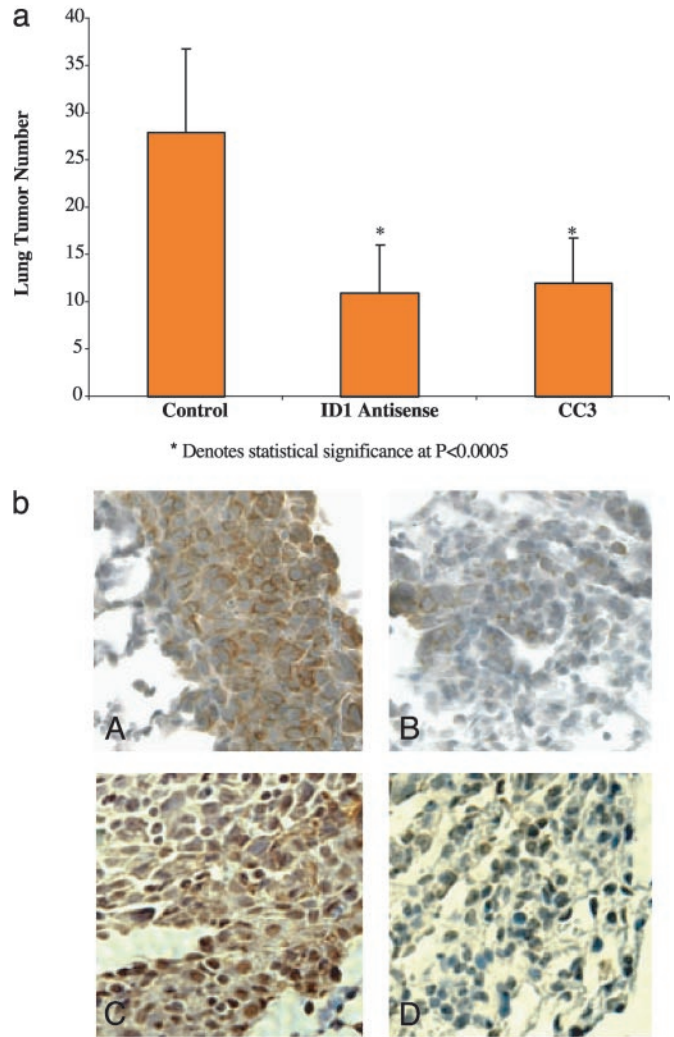 a
40
35
30
25
20
15
10
5
0
Lung Tumor Number
*
*
Control ID1 Antisense CC3
* Denotes statistical significance at P<0.0005
b
A B
C D